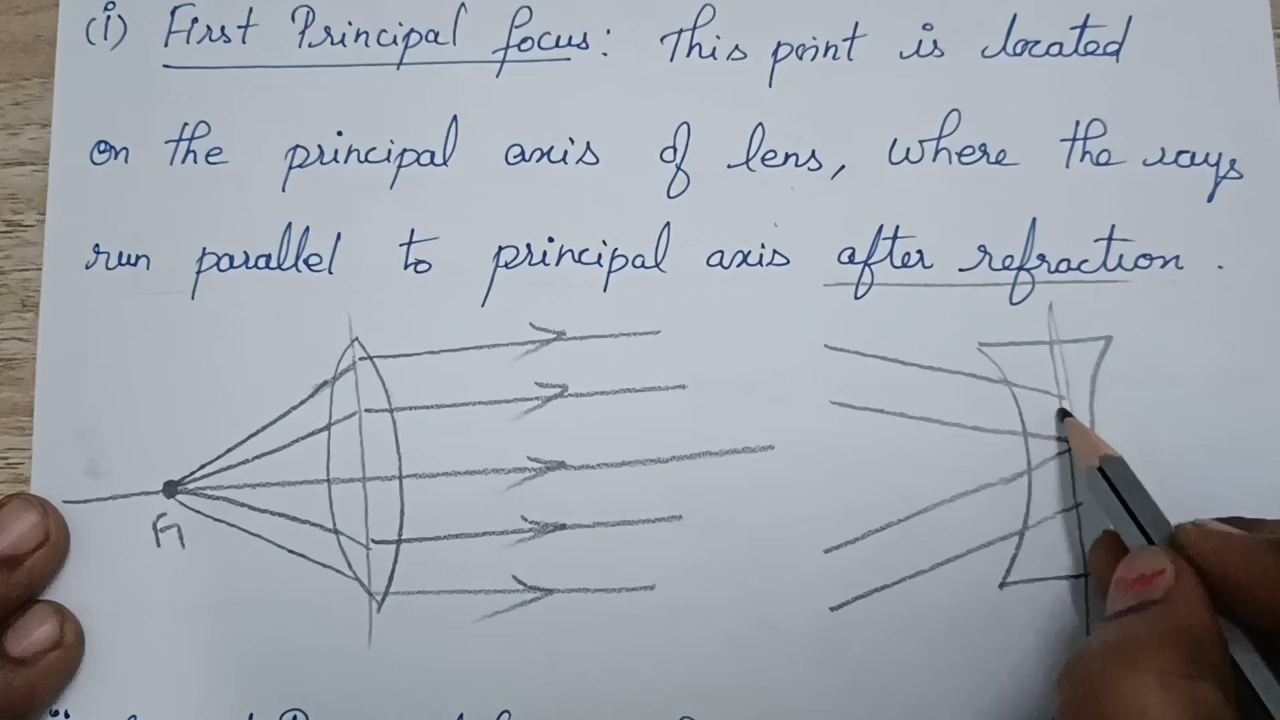 (i) First Principal focus: This point is located
on the principal axis of lens, where the rays
run parallel to principal axis after refraction.
F1